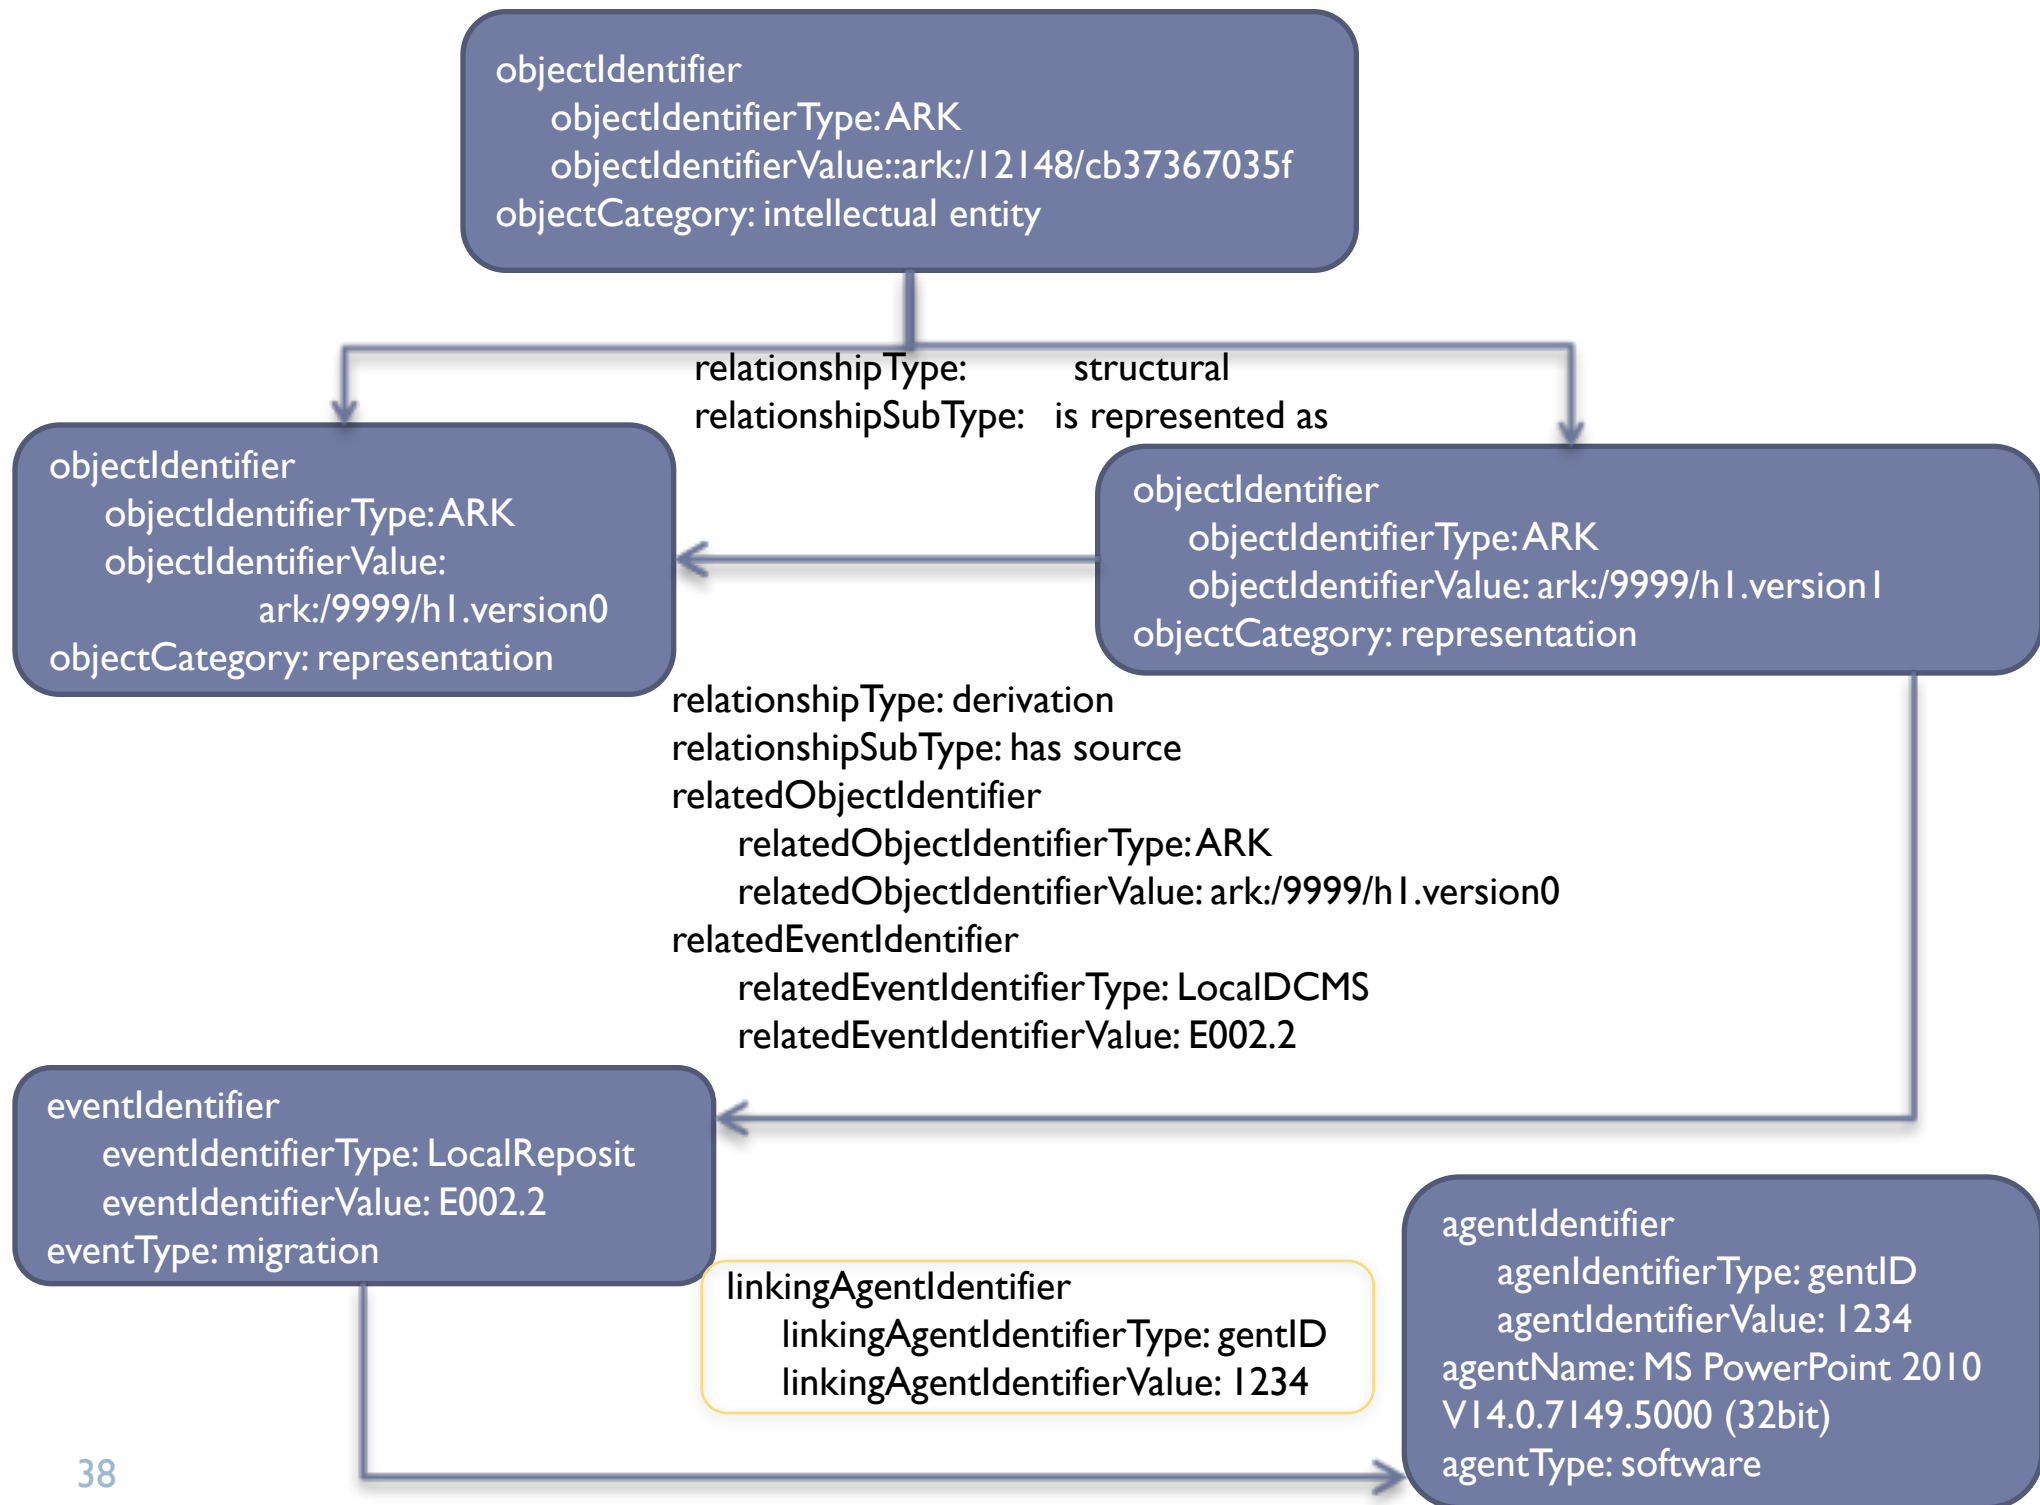 objectIdentifier
objectIdentifierType: ARK
objectIdentifierValue::ark:/12148/cb37367035f
objectCategory: intellectual entity
relationshipType: structural
relationshipSubType: is represented as
objectIdentifier
objectIdentifierType: ARK
objectIdentifierValue:
ark:/9999/h1.version0
objectCategory: representation
objectIdentifier
objectIdentifierType: ARK
objectIdentifierValue: ark:/9999/h1.version1
objectCategory: representation
relationshipType: derivation
relationshipSubType: has source
relatedObjectIdentifier
relatedObjectIdentifierType: ARK
relatedObjectIdentifierValue: ark:/9999/h1.version0
relatedEventIdentifier
relatedEventIdentifierType: LocalDCMS
relatedEventIdentifierValue: E002.2
eventIdentifier
eventIdentifierType: LocalReposit
eventIdentifierValue: E002.2
eventType: migration
linkingAgentIdentifier
linkingAgentIdentifierType: gentID
linkingAgentIdentifierValue: 1234
agentIdentifier
agenIdentifierType: gentID
agentIdentifierValue: 1234
agentName: MS PowerPoint 2010
V14.0.7149.5000 (32bit)
agentType: software
38